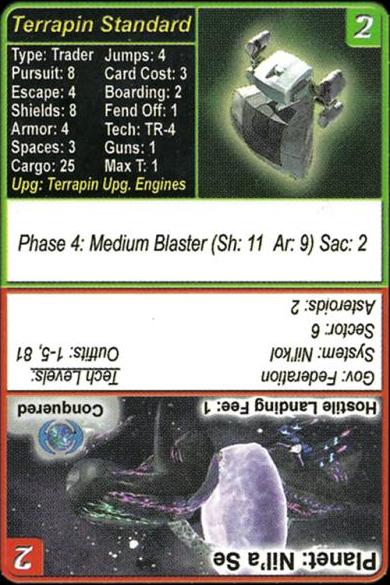 Terrapin Standard
2
Type: Trader Jumps: 4
Pursuit: 8 Card Cost: 3
Escape: 4 Boarding: 2
Shields: 8 Fend Off: 1
Armor: 4 Tech: TR-4
Spaces: 3 Guns: 1
Cargo: 25 Max T: 1
Upg: Terrapin Upg. Engines
Phase 4: Medium Blaster (Sh: 11 Ar: 9) Sac: 2
2
Planet: Nil'a Se
Hostile Landing Fee: 1
Conquered
Gov: Federation
System: Nil'kol
Sector: 6
Asteroids: 2
Tech Levels:
Outfits: 1-5, 81